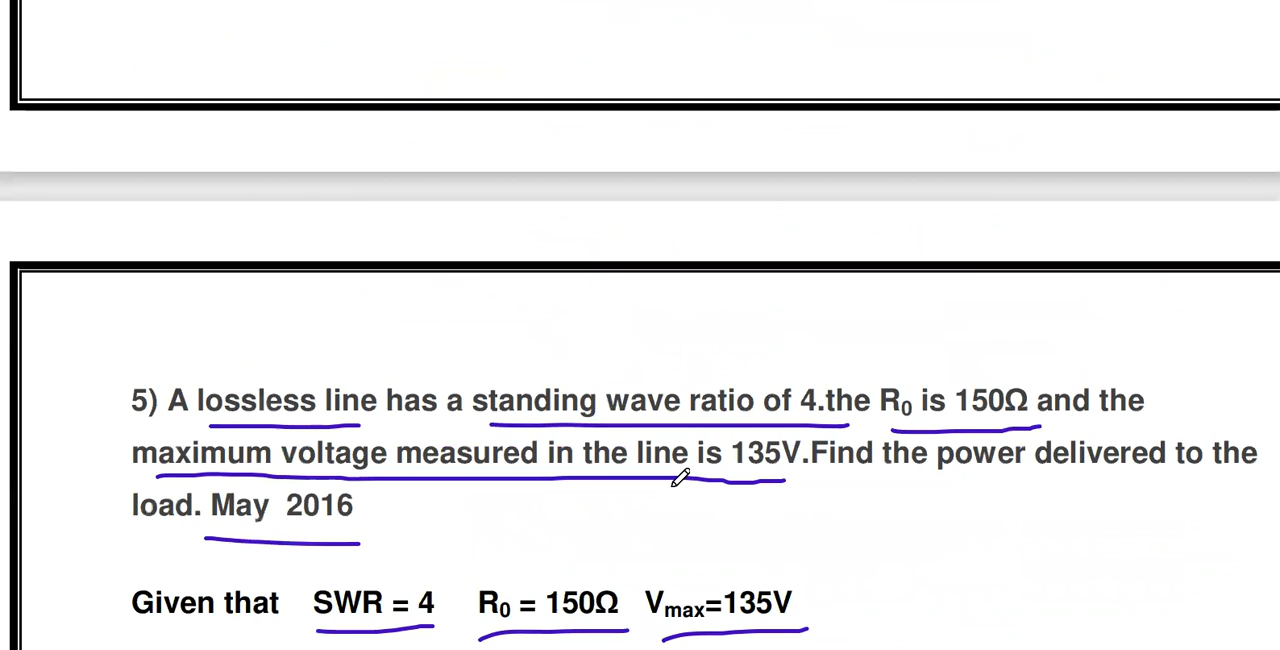 5) A lossless line has a standing wave ratio of 4.the R₀ is 150Ω and the
maximum voltage measured in the line is 135V.Find the power delivered to the
load. May 2016
Given that SWR = 4 R₀ = 150Ω Vₘₐₓ=135V